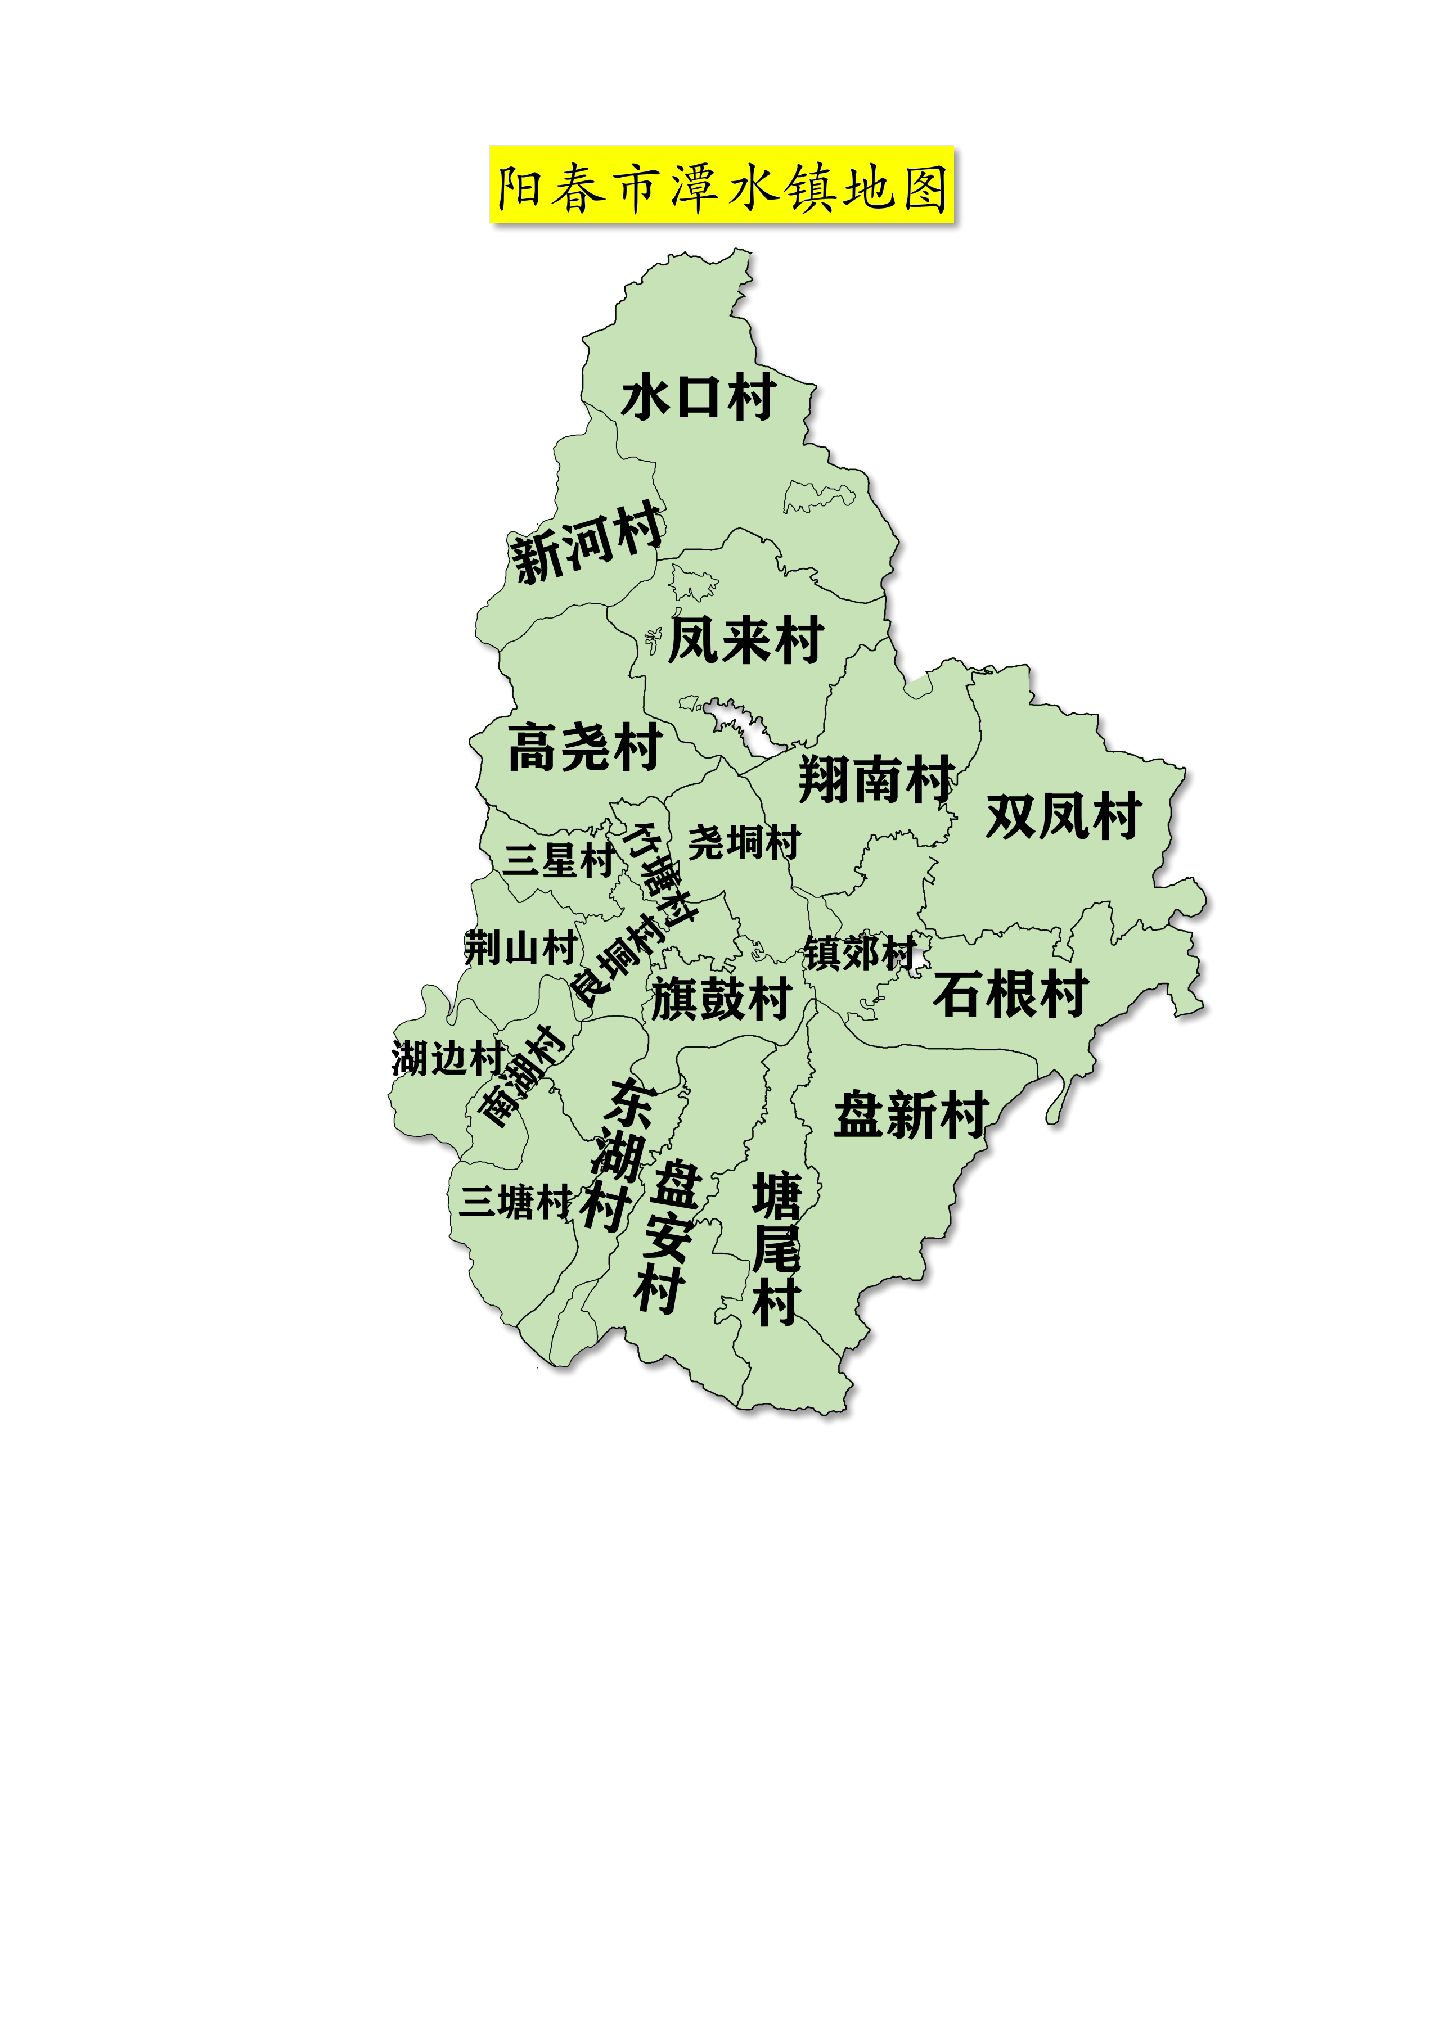 阳春市潭水镇地图
水口村
新河村
凤来村
高尧村
翔南村
双凤村
尧垌村
三星村
竹塘村
荆山村
良垌村
镇郊村
旗鼓村
石根村
湖边村
南湖村
东湖村
盘新村
三塘村
盘安村
塘尾村